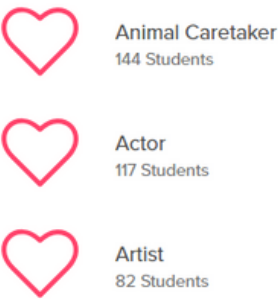 Animal Caretaker
144 Students
Actor
117 Students
Artist
82 Students